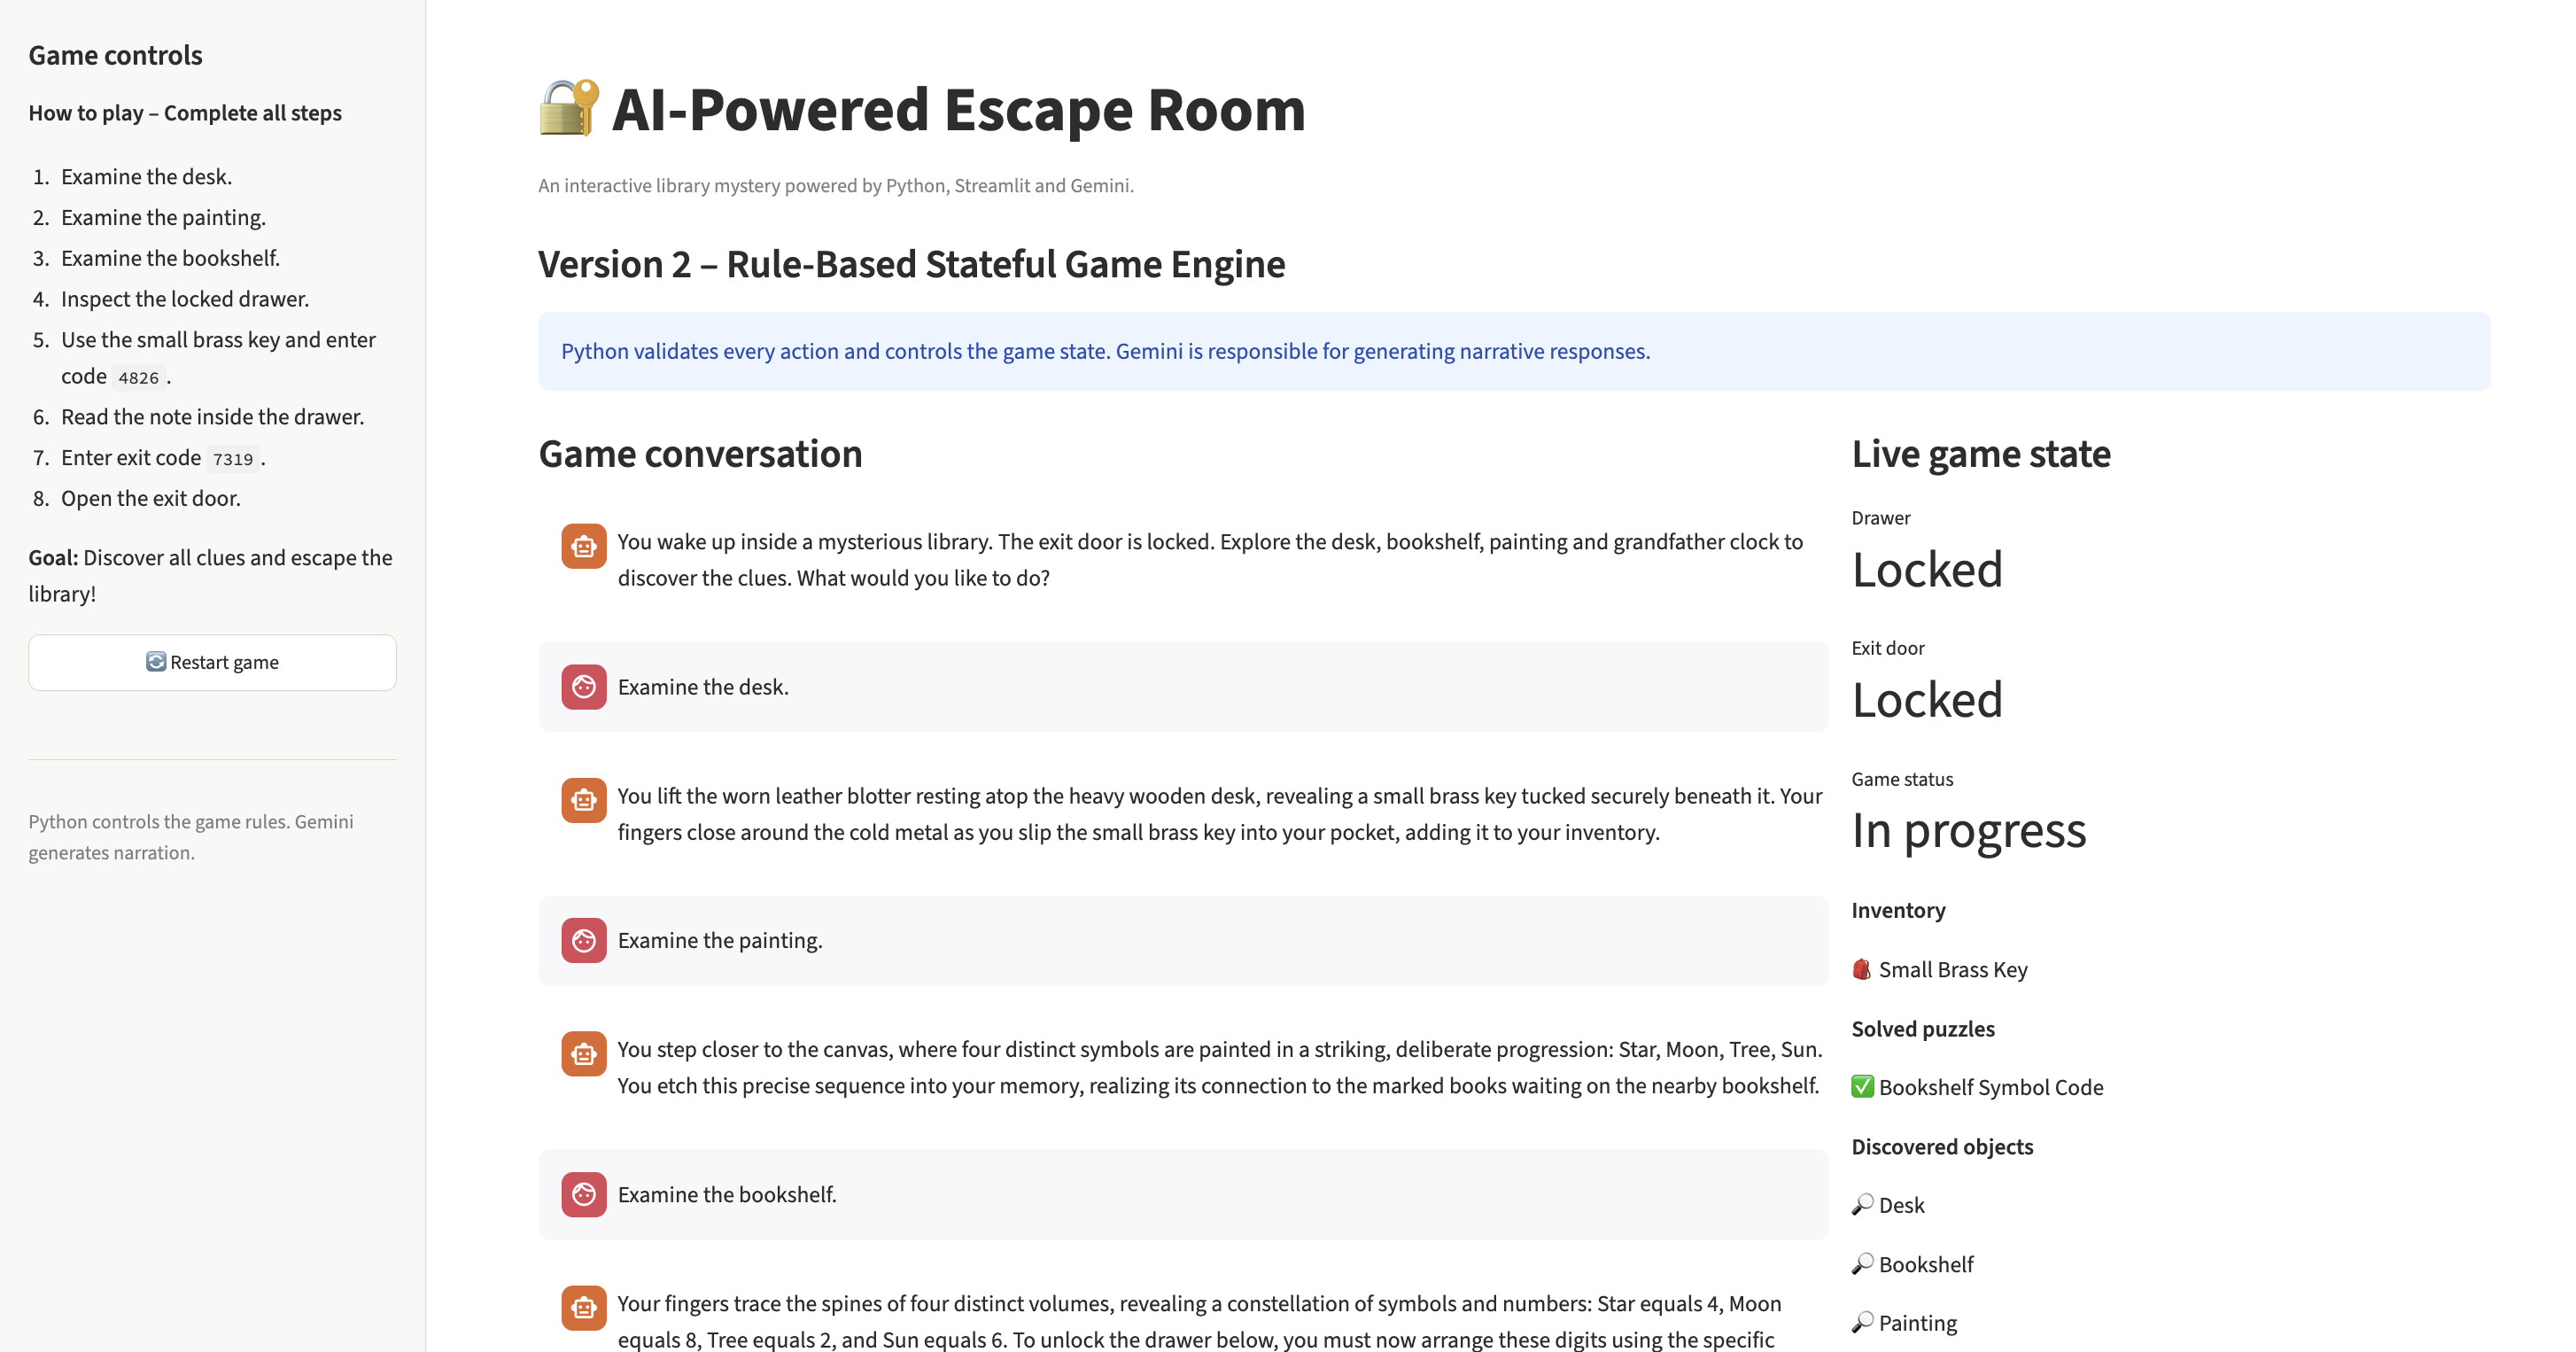 Game controls
How to play – Complete all steps
1. Examine the desk.
2. Examine the painting.
3. Examine the bookshelf.
4. Inspect the locked drawer.
5. Use the small brass key and enter
code 4826 .
6. Read the note inside the drawer.
7. Enter exit code 7319 .
8. Open the exit door.
Goal: Discover all clues and escape the
library!
Restart game
Python controls the game rules. Gemini
generates narration.
AI-Powered Escape Room
An interactive library mystery powered by Python, Streamlit and Gemini.
Version 2 – Rule-Based Stateful Game Engine
Python validates every action and controls the game state. Gemini is responsible for generating narrative responses.
Game conversation
You wake up inside a mysterious library. The exit door is locked. Explore the desk, bookshelf, painting and grandfather clock to
discover the clues. What would you like to do?
Examine the desk.
You lift the worn leather blotter resting atop the heavy wooden desk, revealing a small brass key tucked securely beneath it. Your
fingers close around the cold metal as you slip the small brass key into your pocket, adding it to your inventory.
Examine the painting.
You step closer to the canvas, where four distinct symbols are painted in a striking, deliberate progression: Star, Moon, Tree, Sun.
You etch this precise sequence into your memory, realizing its connection to the marked books waiting on the nearby bookshelf.
Examine the bookshelf.
Your fingers trace the spines of four distinct volumes, revealing a constellation of symbols and numbers: Star equals 4, Moon
equals 8, Tree equals 2, and Sun equals 6. To unlock the drawer below, you must now arrange these digits using the specific
Live game state
Drawer
Locked
Exit door
Locked
Game status
In progress
Inventory
Small Brass Key
Solved puzzles
Bookshelf Symbol Code
Discovered objects
Desk
Bookshelf
Painting